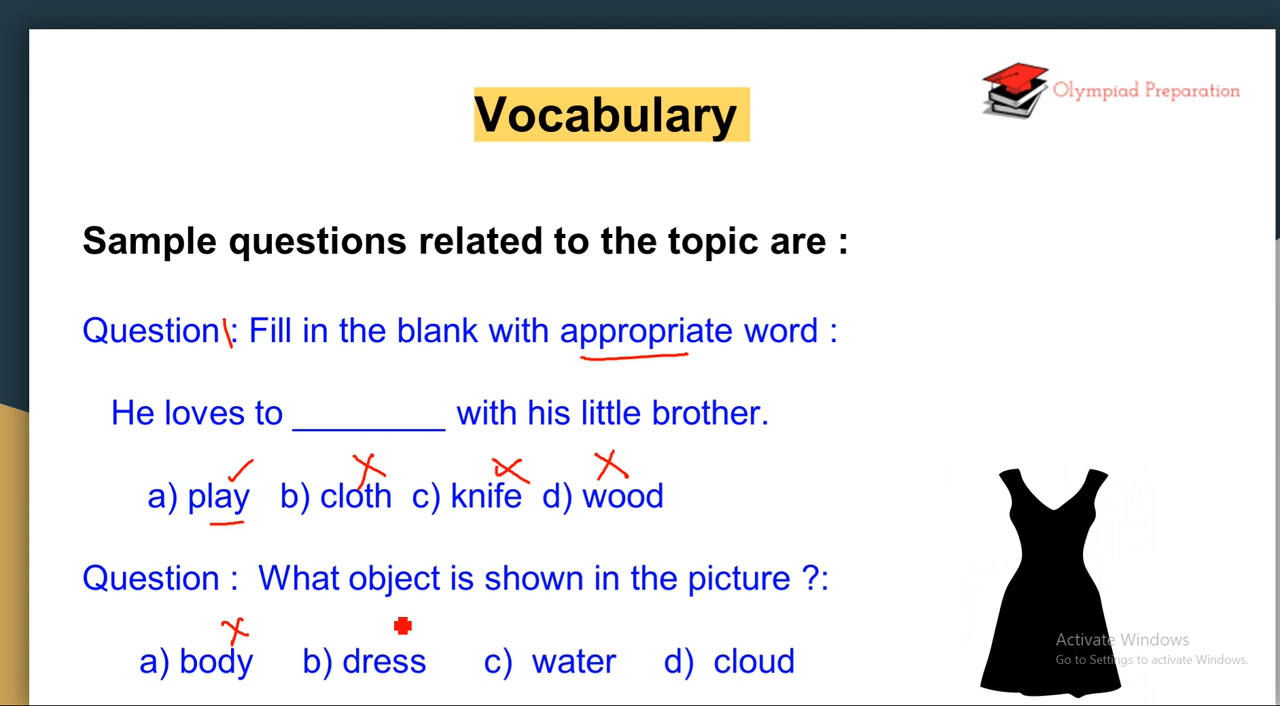 Olympiad Preparation
Vocabulary
Sample questions related to the topic are :
Question : Fill in the blank with appropriate word :
He loves to ________ with his little brother.
a) play b) cloth c) knife d) wood
Question : What object is shown in the picture ?:
a) body b) dress c) water d) cloud
Activate Windows
Go to Settings to activate Windows.